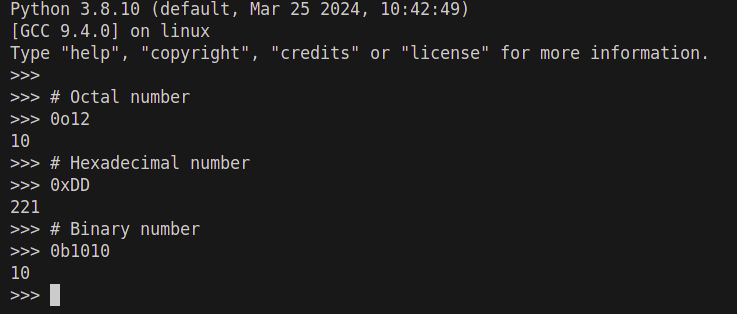 Python 3.8.10 (default, Mar 25 2024, 10:42:49)
[GCC 9.4.0] on linux
Type "help", "copyright", "credits" or "license" for more information.
>>>
>>> # Octal number
>>> 0o12
10
>>> # Hexadecimal number
>>> 0xDD
221
>>> # Binary number
>>> 0b1010
10
>>>